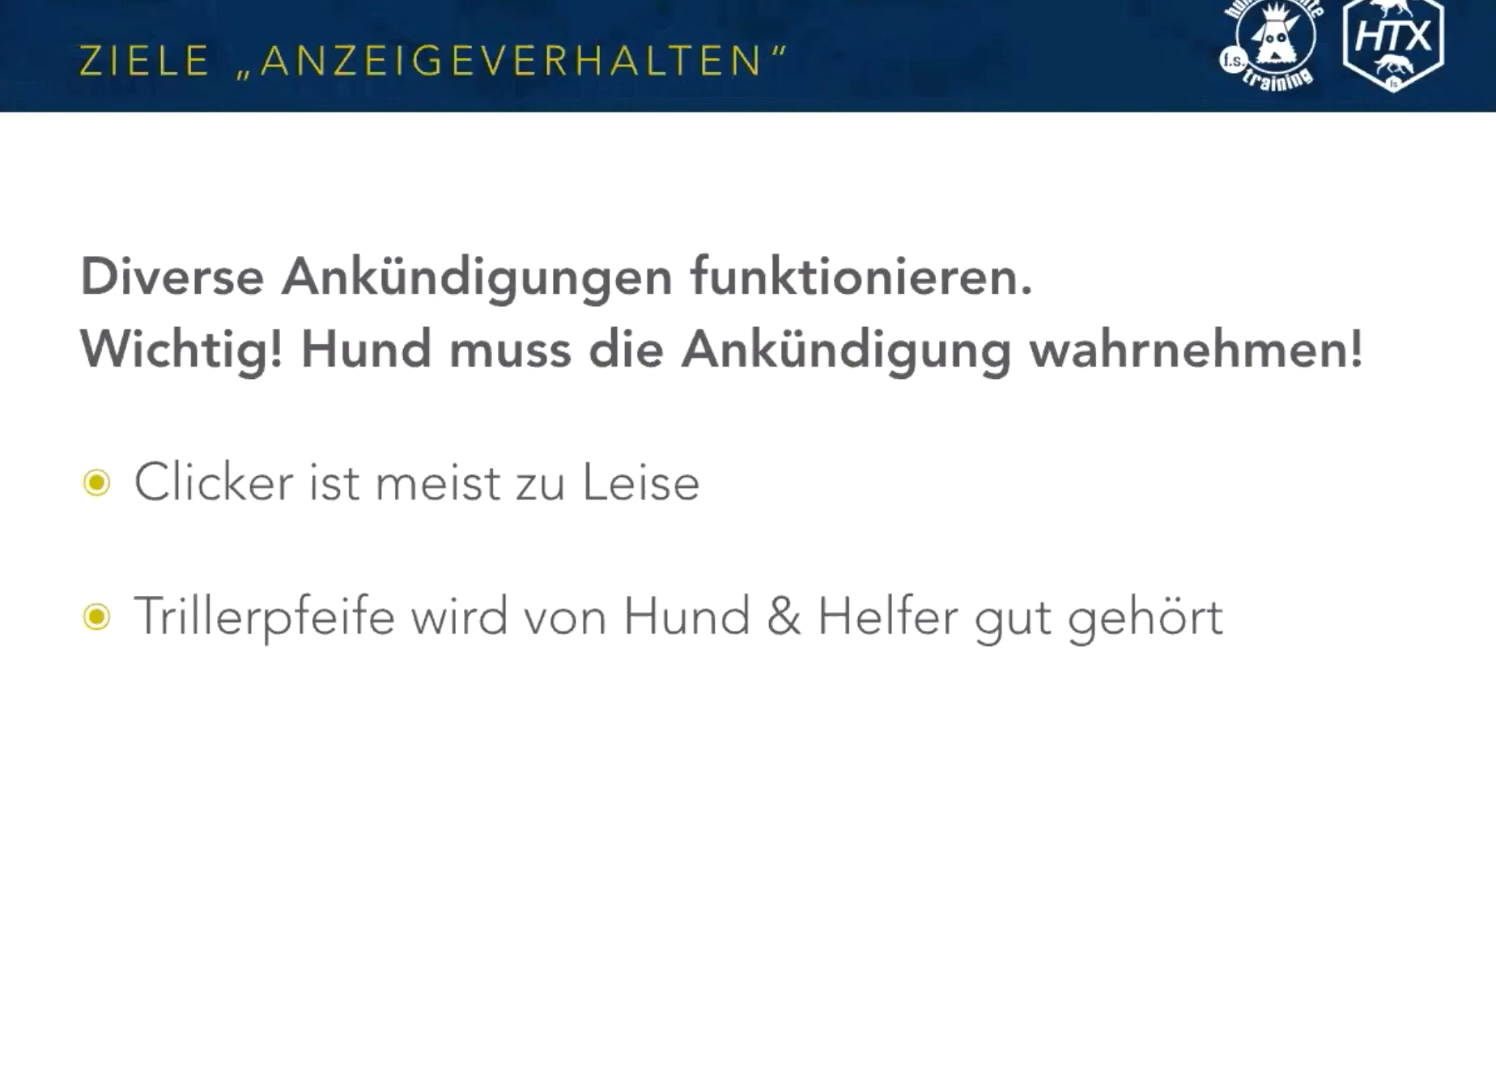 ZIELE „ANZEIGEVERHALTEN“
f.s.
training
HTX
fs
Diverse Ankündigungen funktionieren.
Wichtig! Hund muss die Ankündigung wahrnehmen!
Clicker ist meist zu Leise
Trillerpfeife wird von Hund & Helfer gut gehört